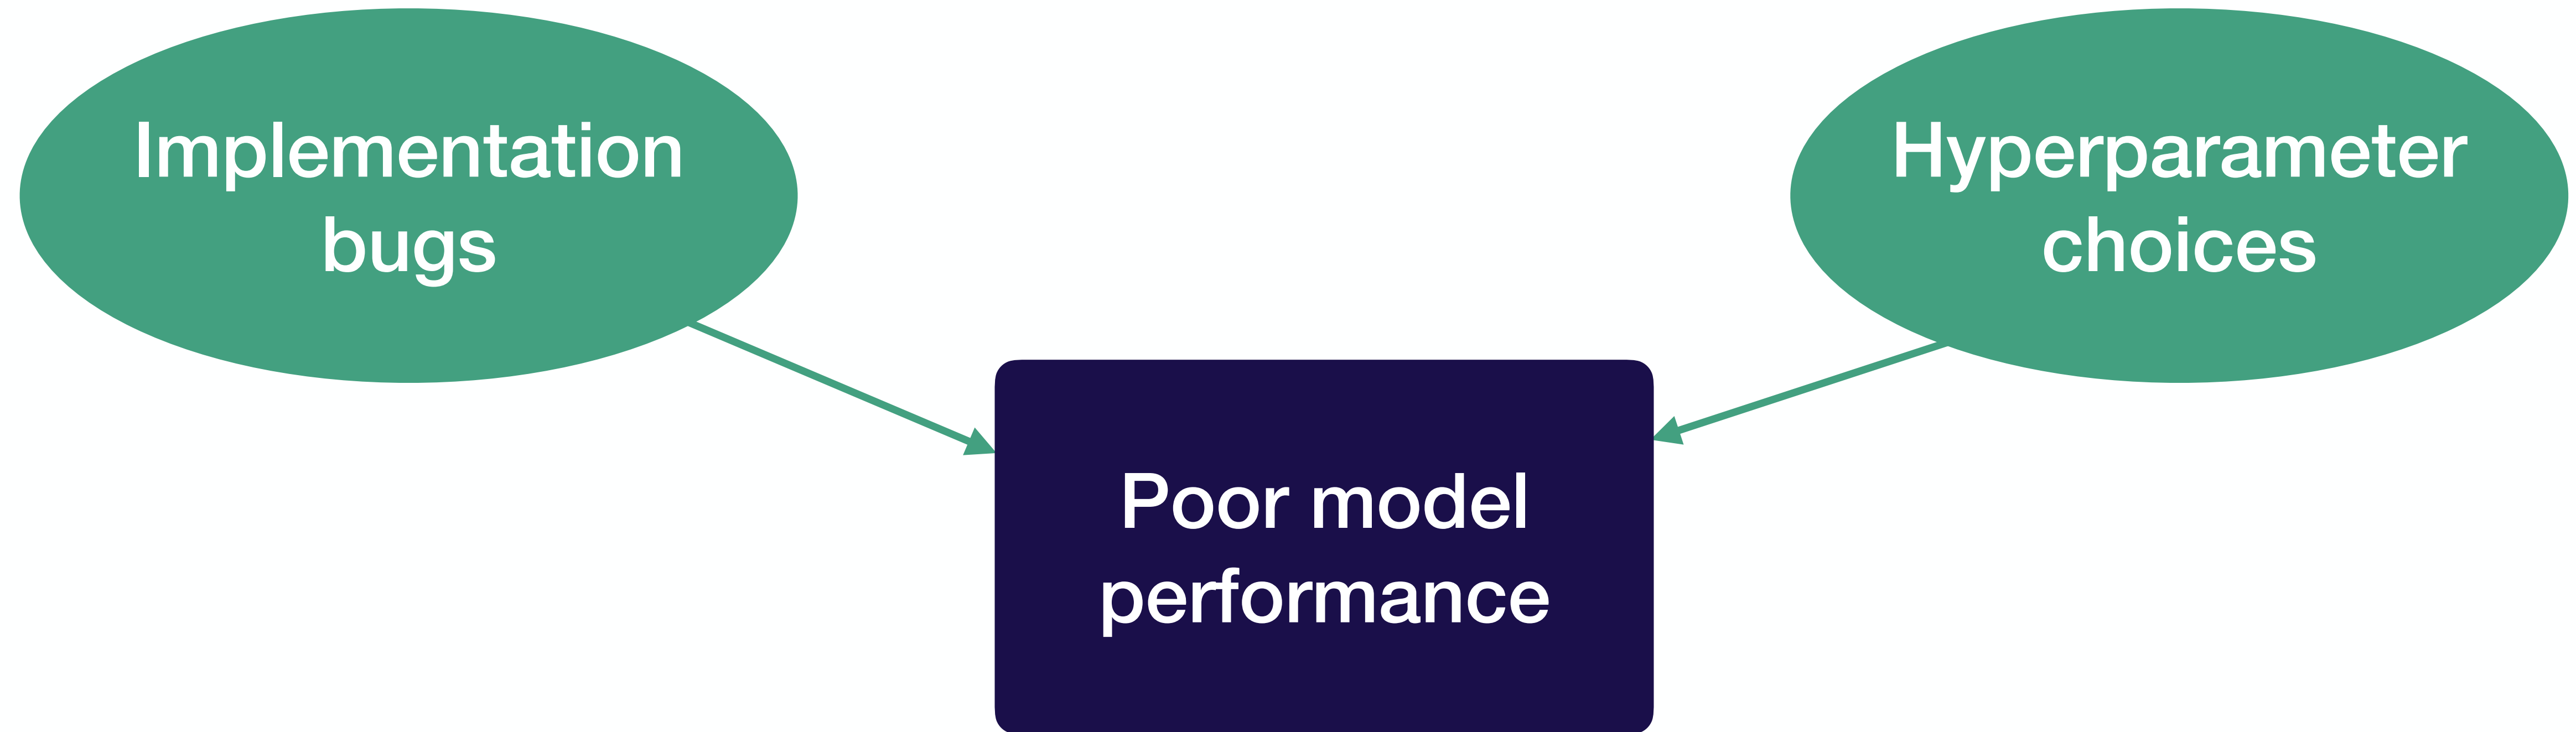 Implementation
bugs
Hyperparameter
choices
Poor model
performance